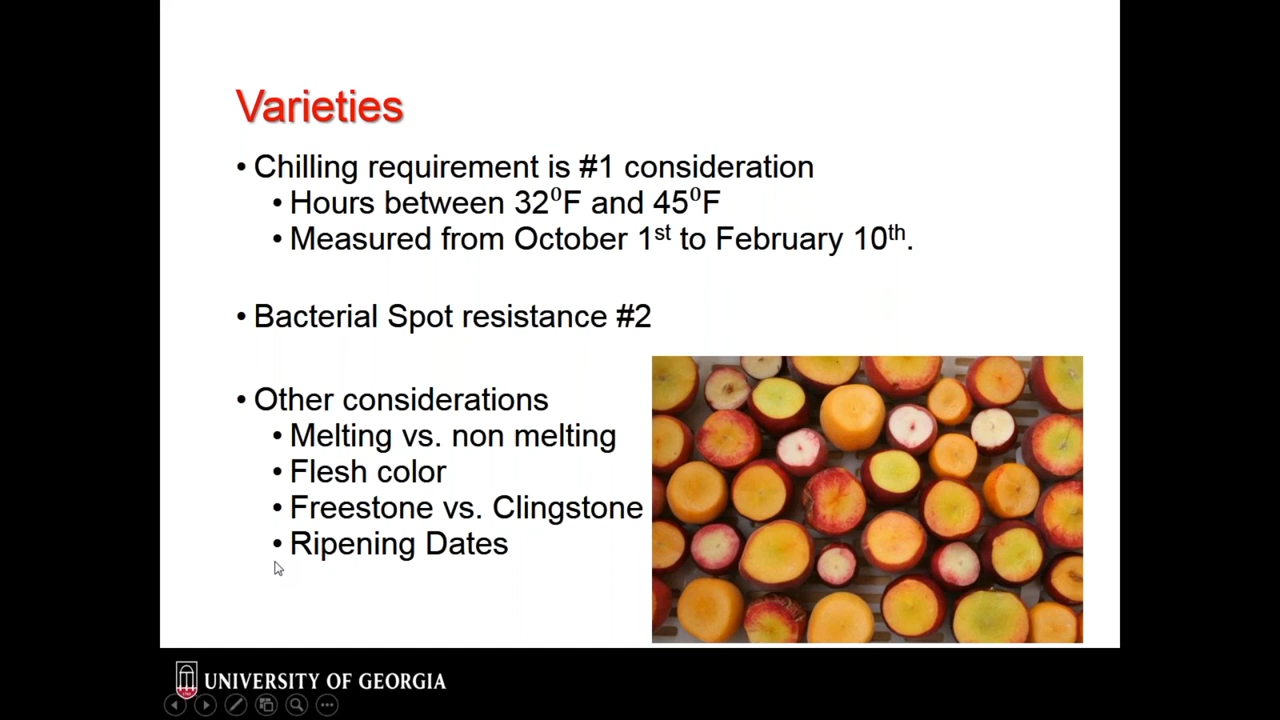 Varieties
• Chilling requirement is #1 consideration
• Hours between 32⁰F and 45⁰F
• Measured from October 1ˢᵗ to February 10ᵗʰ.
• Bacterial Spot resistance #2
• Other considerations
• Melting vs. non melting
• Flesh color
• Freestone vs. Clingstone
• Ripening Dates
UNIVERSITY OF GEORGIA